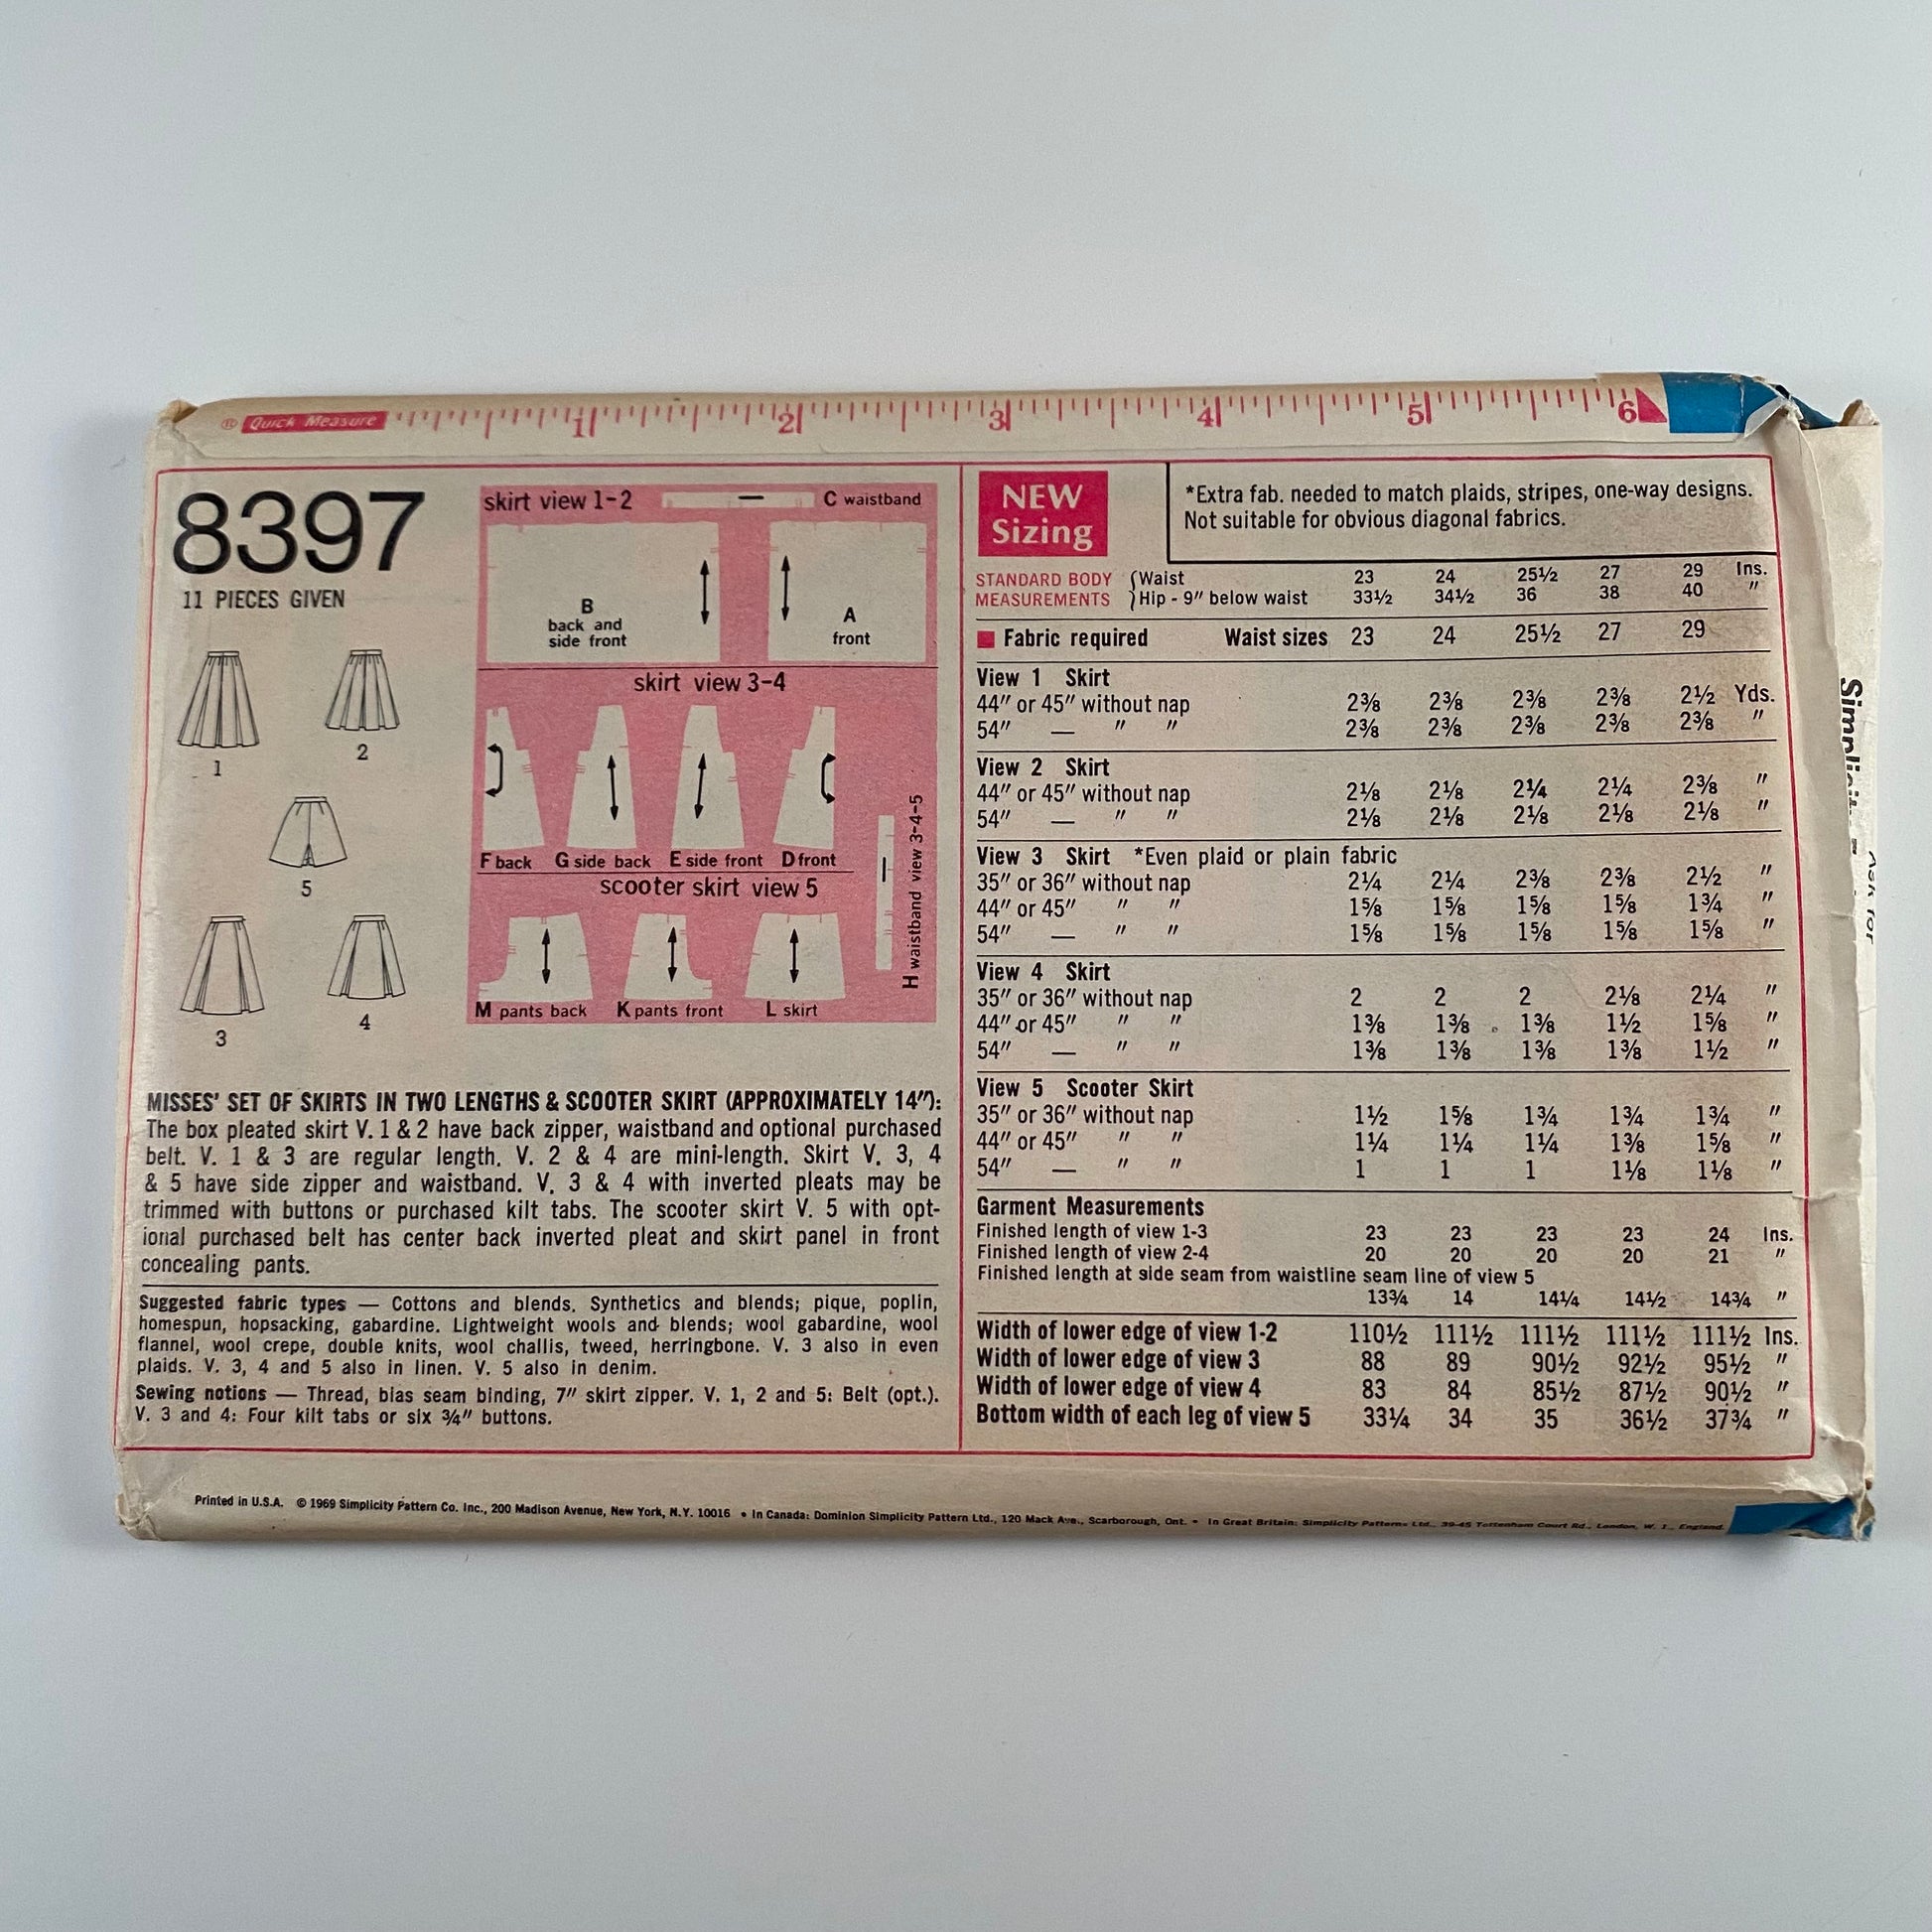 ® Quick Measure 1 2 3 4 5 6
8397
11 PIECES GIVEN
1
2
5
3
4
skirt view 1-2
C waistband
B
back and
side front
A
front
skirt view 3-4
F back G side back E side front D front
scooter skirt view 5
H waistband view 3-4-5
M pants back K pants front L skirt
MISSES' SET OF SKIRTS IN TWO LENGTHS & SCOOTER SKIRT (APPROXIMATELY 14"):
The box pleated skirt V. 1 & 2 have back zipper, waistband and optional purchased
belt. V. 1 & 3 are regular length. V. 2 & 4 are mini-length. Skirt V. 3, 4
& 5 have side zipper and waistband. V. 3 & 4 with inverted pleats may be
trimmed with buttons or purchased kilt tabs. The scooter skirt V. 5 with opt-
ional purchased belt has center back inverted pleat and skirt panel in front
concealing pants.
Suggested fabric types — Cottons and blends. Synthetics and blends; pique, poplin,
homespun, hopsacking, gabardine. Lightweight wools and blends; wool gabardine, wool
flannel, wool crepe, double knits, wool challis, tweed, herringbone. V. 3 also in even
plaids. V. 3, 4 and 5 also in linen. V. 5 also in denim.
Sewing notions — Thread, bias seam binding, 7" skirt zipper. V. 1, 2 and 5: Belt (opt.).
V. 3 and 4: Four kilt tabs or six ¾" buttons.
NEW
Sizing
*Extra fab. needed to match plaids, stripes, one-way designs.
Not suitable for obvious diagonal fabrics.
STANDARD BODY {Waist 23 24 25½ 27 29 Ins.
MEASUREMENTS }Hip - 9" below waist 33½ 34½ 36 38 40 "
Fabric required Waist sizes 23 24 25½ 27 29
View 1 Skirt
44" or 45" without nap 2⅜ 2⅜ 2⅜ 2⅜ 2½ Yds.
54" — " " 2⅜ 2⅜ 2⅜ 2⅜ 2⅜ "
View 2 Skirt
44" or 45" without nap 2⅛ 2⅛ 2¼ 2¼ 2⅜ "
54" — " " 2⅛ 2⅛ 2⅛ 2⅛ 2⅛ "
View 3 Skirt *Even plaid or plain fabric
35" or 36" without nap 2¼ 2¼ 2⅜ 2⅜ 2½ "
44" or 45" " " 1⅝ 1⅝ 1⅝ 1⅝ 1¾ "
54" — " " 1⅝ 1⅝ 1⅝ 1⅝ 1⅝ "
View 4 Skirt
35" or 36" without nap 2 2 2 2⅛ 2¼ "
44" or 45" " " 1⅜ 1⅜ 1⅜ 1½ 1⅝ "
54" — " " 1⅜ 1⅜ 1⅜ 1⅜ 1½ "
View 5 Scooter Skirt
35" or 36" without nap 1½ 1⅝ 1¾ 1¾ 1¾ "
44" or 45" " " 1¼ 1¼ 1¼ 1⅜ 1⅝ "
54" — " " 1 1 1 1⅛ 1⅛ "
Garment Measurements
Finished length of view 1-3 23 23 23 23 24 Ins.
Finished length of view 2-4 20 20 20 20 21 "
Finished length at side seam from waistline seam line of view 5
13¾ 14 14¼ 14½ 14¾ "
Width of lower edge of view 1-2 110½ 111½ 111½ 111½ 111½ Ins.
Width of lower edge of view 3 88 89 90½ 92½ 95½ "
Width of lower edge of view 4 83 84 85½ 87½ 90½ "
Bottom width of each leg of view 5 33¼ 34 35 36½ 37¾ "
Printed in U.S.A. © 1969 Simplicity Pattern Co. Inc., 200 Madison Avenue, New York, N.Y. 10016 • In Canada: Dominion Simplicity Pattern Ltd., 120 Mack Ave., Scarborough, Ont. • In Great Britain: Simplicity Patterns Ltd., 39-45 Tottenham Court Rd., London, W. 1., England.
Ask for